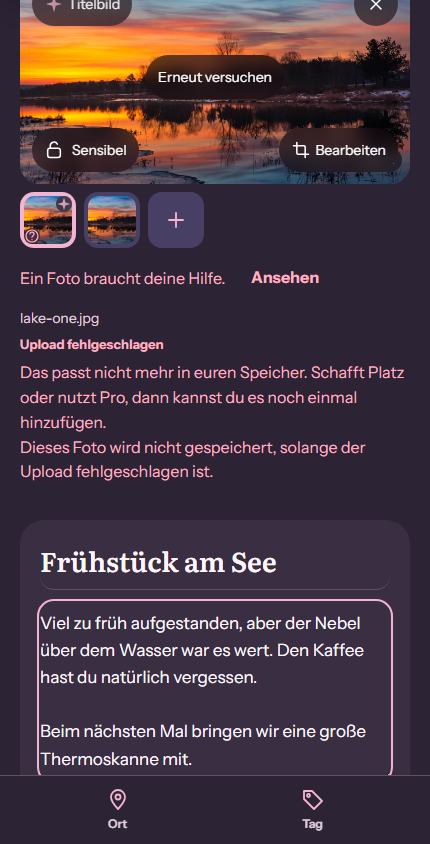 Titelbild
Erneut versuchen
Sensibel
Bearbeiten
Ein Foto braucht deine Hilfe. Ansehen
lake-one.jpg
Upload fehlgeschlagen
Das passt nicht mehr in euren Speicher. Schafft Platz
oder nutzt Pro, dann kannst du es noch einmal
hinzufügen.
Dieses Foto wird nicht gespeichert, solange der
Upload fehlgeschlagen ist.
Frühstück am See
Viel zu früh aufgestanden, aber der Nebel
über dem Wasser war es wert. Den Kaffee
hast du natürlich vergessen.
Beim nächsten Mal bringen wir eine große
Thermoskanne mit.
Ort
Tag